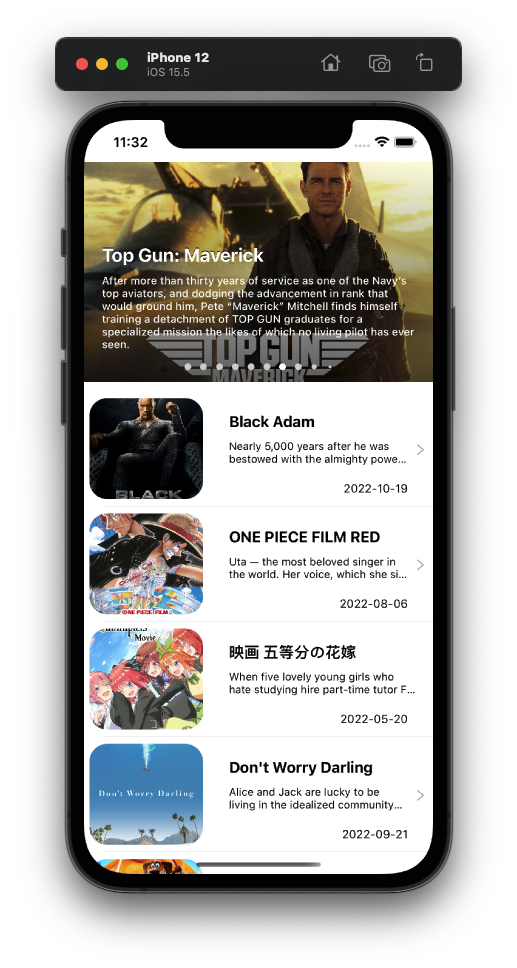 iPhone 12
iOS 15.5
11:32
Top Gun: Maverick
After more than thirty years of service as one of the Navy’s
top aviators, and dodging the advancement in rank that
would ground him, Pete “Maverick” Mitchell finds himself
training a detachment of TOP GUN graduates for a
specialized mission the likes of which no living pilot has ever
seen.
TOP GUN
MAVERICK
BLACK
Black Adam
Nearly 5,000 years after he was
bestowed with the almighty powe...
2022-10-19
ONE PIECE FILM
ONE PIECE FILM RED
Uta — the most beloved singer in
the world. Her voice, which she si...
2022-08-06
Movie
映画 五等分の花嫁
When five lovely young girls who
hate studying hire part-time tutor F...
2022-05-20
Don't Worry Darling
Don't Worry Darling
Alice and Jack are lucky to be
living in the idealized community...
2022-09-21